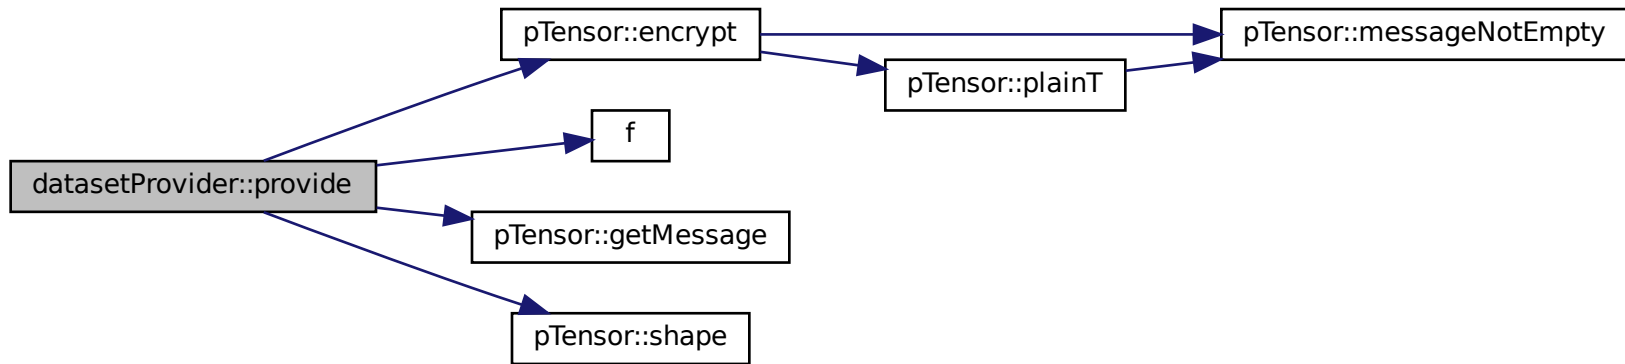 pTensor::encrypt
pTensor::messageNotEmpty
pTensor::plainT
f
datasetProvider::provide
pTensor::getMessage
pTensor::shape